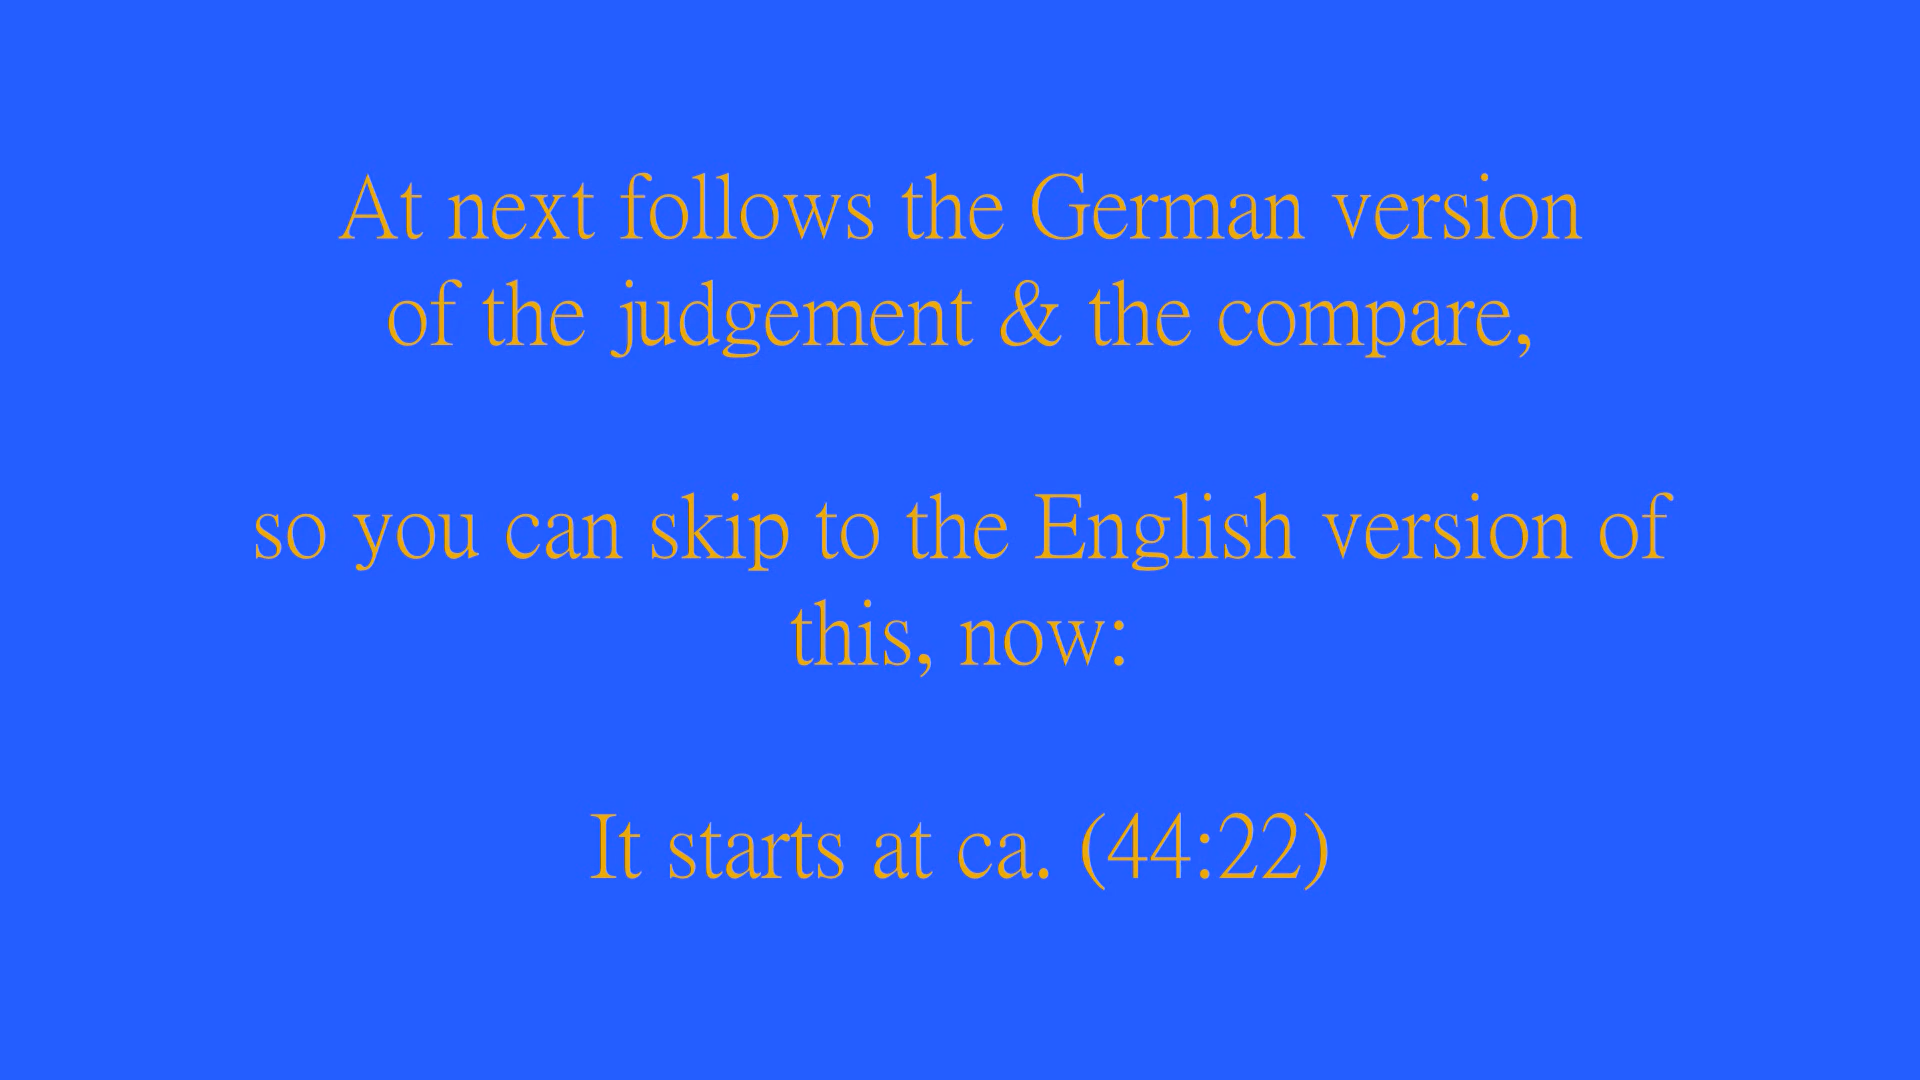 At next follows the German version
of the judgement & the compare,
so you can skip to the English version of
this, now:
It starts at ca. (44:22)